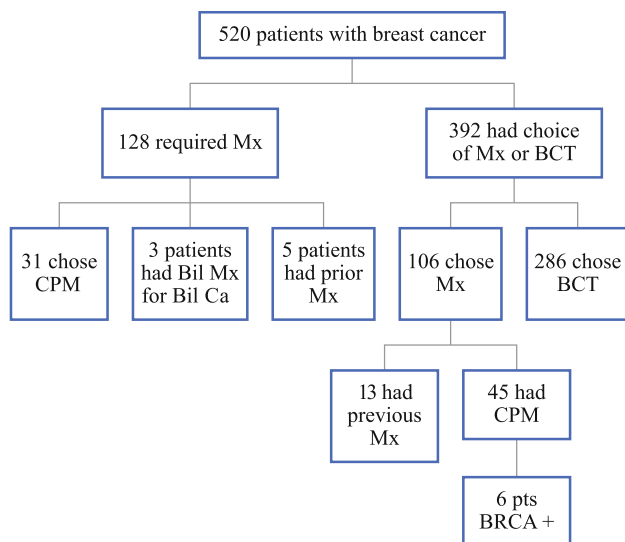 520 patients with breast cancer
128 required Mx
392 had choice
of Mx or BCT
31 chose
CPM
3 patients
had Bil Mx
for Bil Ca
5 patients
had prior
Mx
106 chose
Mx
286 chose
BCT
13 had
previous
Mx
45 had
CPM
6 pts
BRCA +